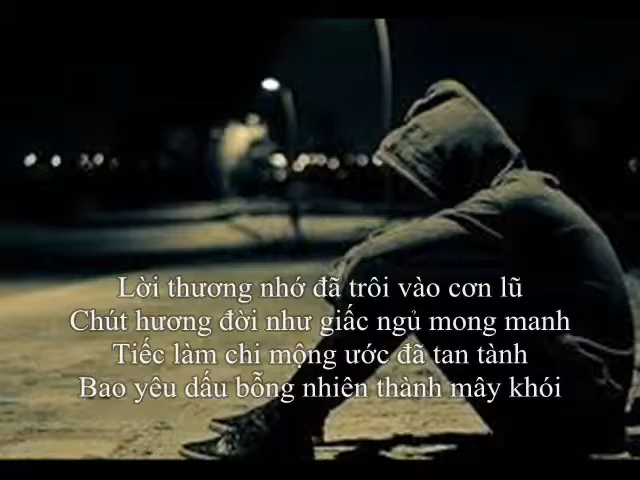 Lời thương nhớ đã trôi vào cơn lũ
Chút hương đời như giấc ngủ mong manh
Tiếc làm chi mộng ước đã tan tành
Bao yêu dấu bỗng nhiên thành mây khói